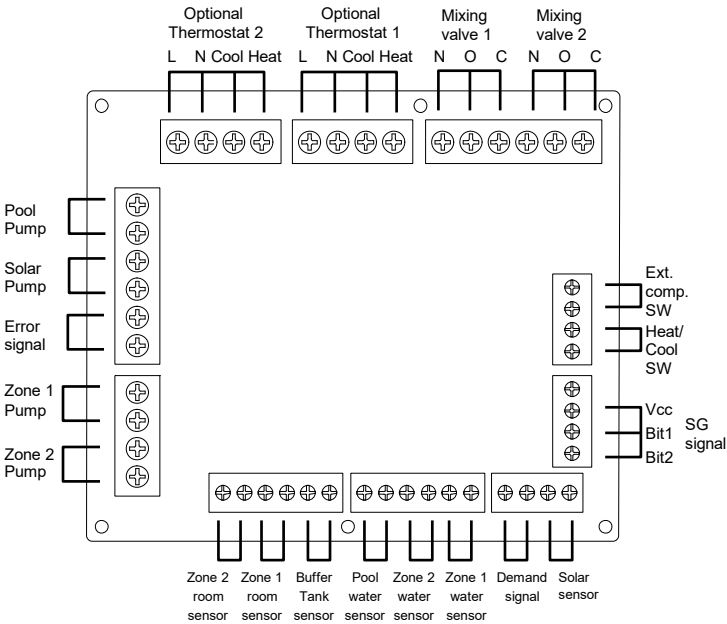 Optional
Thermostat 2
Optional
Thermostat 1
Mixing
valve 1
Mixing
valve 2
L N Cool Heat
L N Cool Heat
N O C
N O C
Pool
Pump
Solar
Pump
Error
signal
Zone 1
Pump
Zone 2
Pump
Ext.
comp.
SW
Heat/
Cool
SW
Vcc
Bit1
Bit2
SG
signal
Zone 2
room
sensor
Zone 1
room
sensor
Buffer
Tank
sensor
Pool
water
sensor
Zone 2
water
sensor
Zone 1
water
sensor
Demand
signal
Solar
sensor